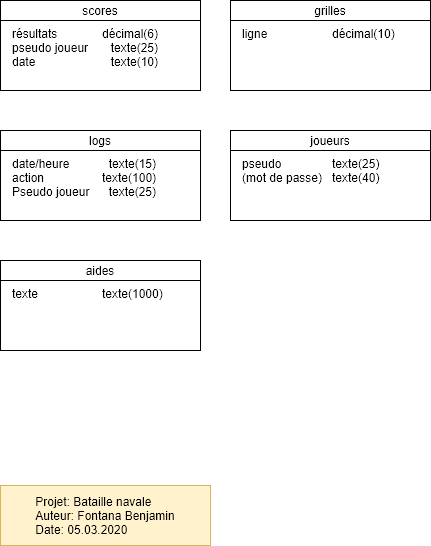 scores
résultats décimal(6)
pseudo joueur texte(25)
date texte(10)
grilles
ligne décimal(10)
logs
date/heure texte(15)
action texte(100)
Pseudo joueur texte(25)
joueurs
pseudo texte(25)
(mot de passe) texte(40)
aides
texte texte(1000)
Projet: Bataille navale
Auteur: Fontana Benjamin
Date: 05.03.2020